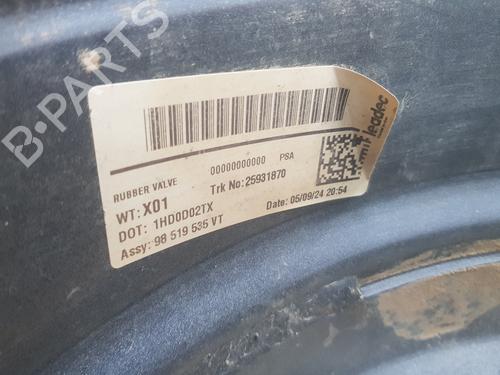 B-PARTS
leadec
RUBBER VALVE 00000000000 PSA
WT: X01 Trk No:25931870
DOT: 1HD0D02TX Date: 05/09/24 20:54
Assy: 98 519 535 VT